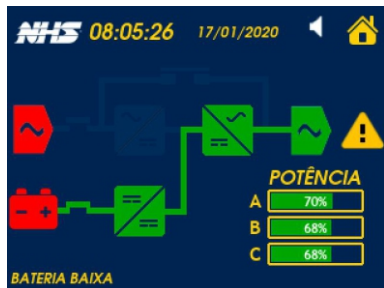 NHS 08:05:26 17/01/2020
POTÊNCIA
A 70%
B 68%
C 68%
BATERIA BAIXA